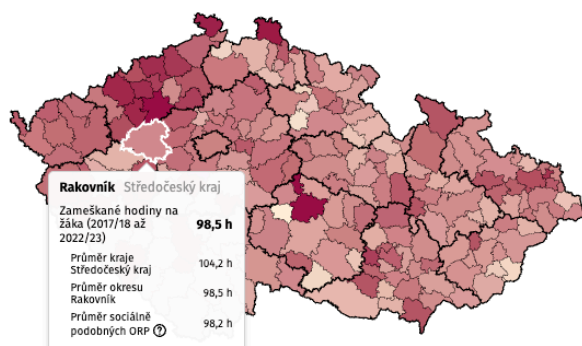 Rakovník Středočeský kraj
Zameškané hodiny na
žáka (2017/18 až
2022/23)
98,5 h
Průměr kraje
Středočeský kraj
104,2 h
Průměr okresu
Rakovník
98,5 h
Průměr sociálně
podobných ORP ?
98,2 h